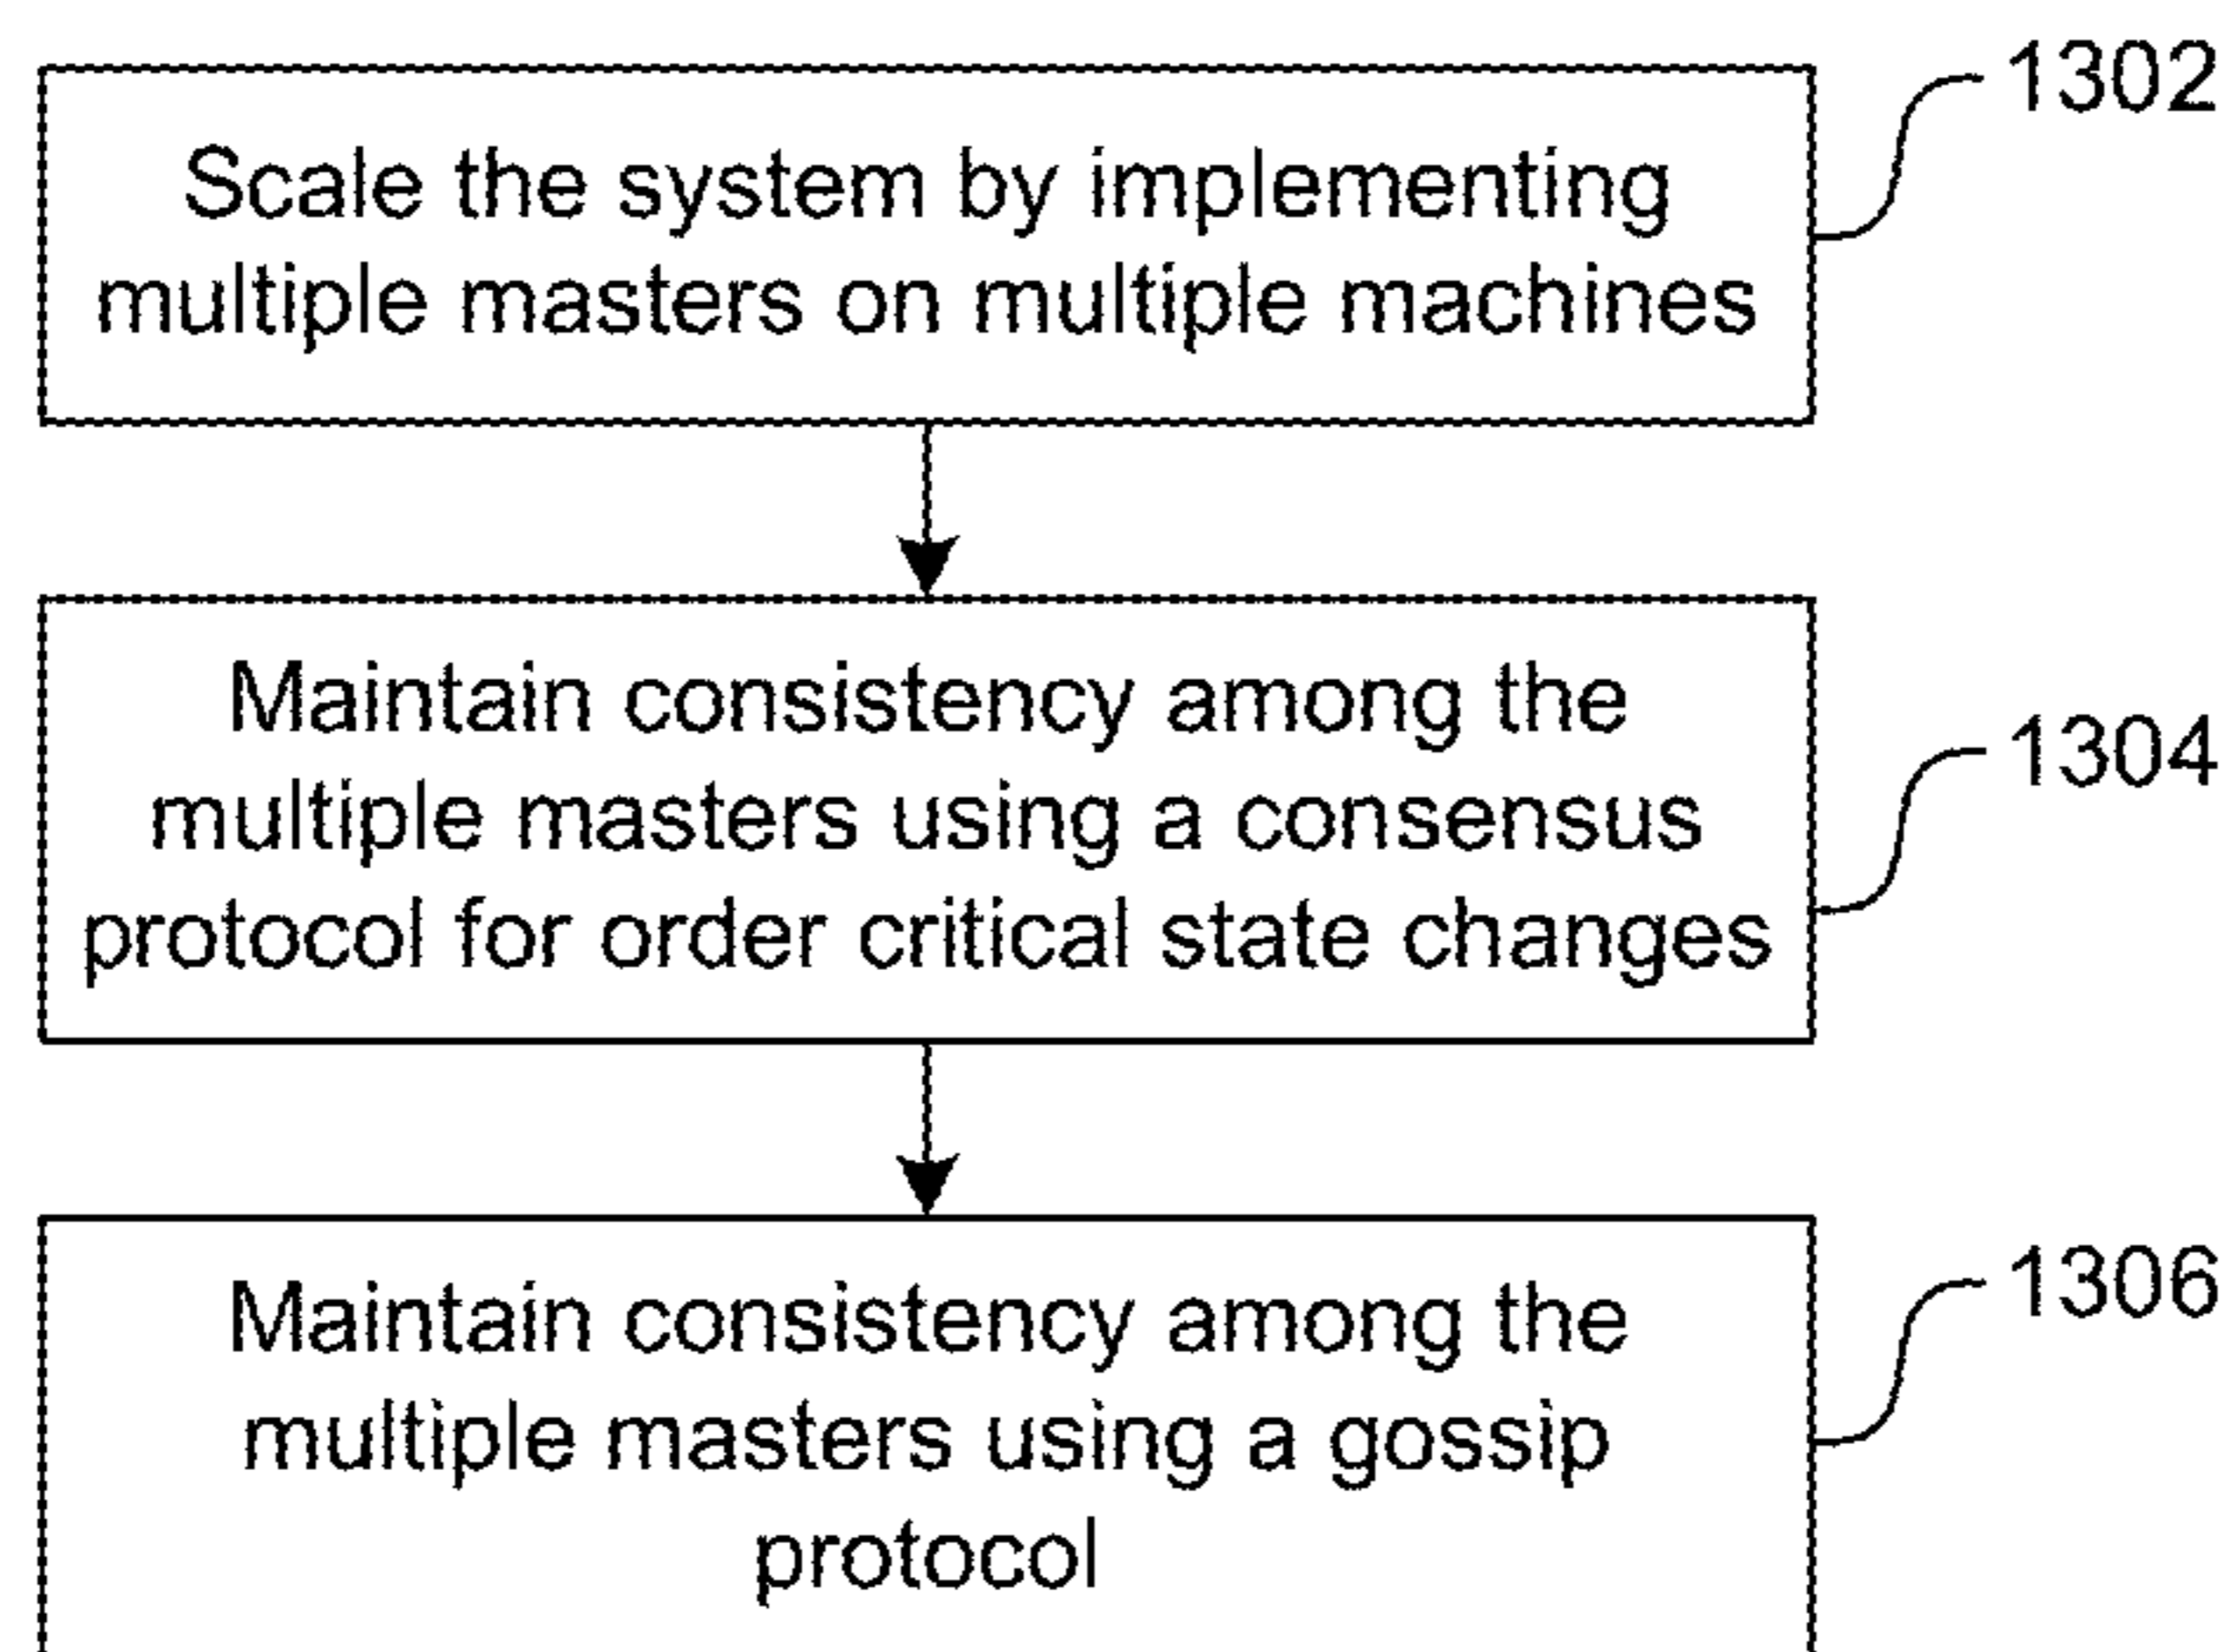 1302
Scale the system by implementing
multiple masters on multiple machines
Maintain consistency among the
multiple masters using a consensus
protocol for order critical state changes
1304
Maintain consistency among the
multiple masters using a gossip
protocol
1306